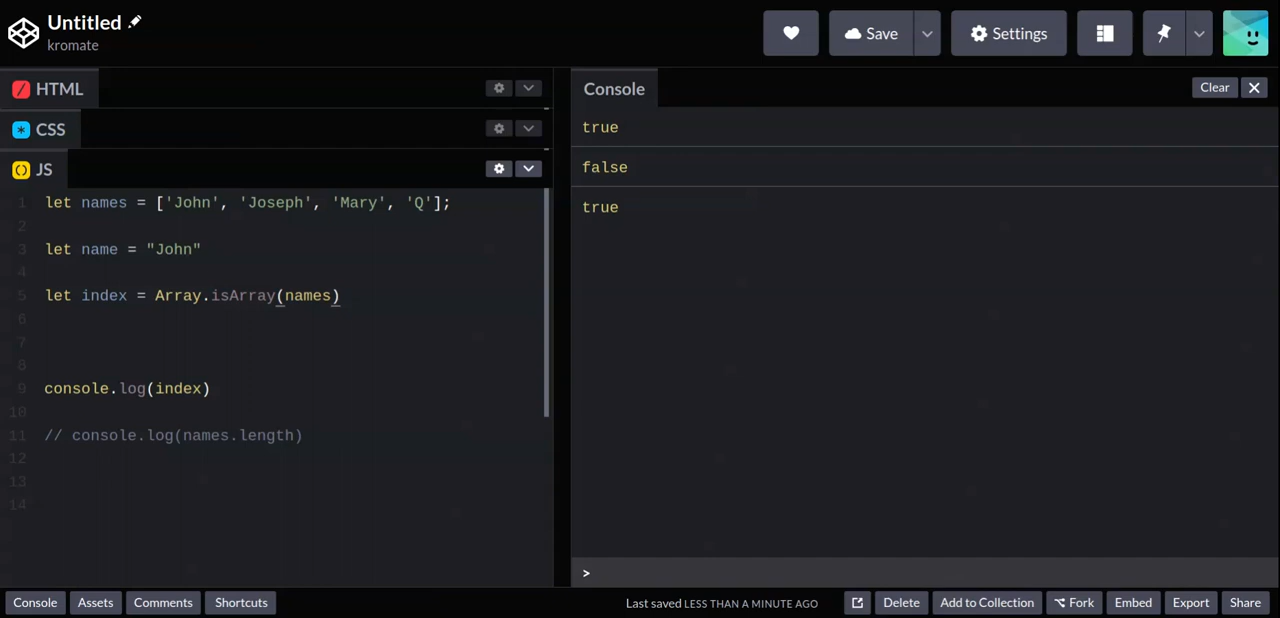 Untitled
kromate
Save
Settings
HTML
CSS
JS
1 let names = ['John', 'Joseph', 'Mary', 'Q'];
2
3 let name = "John"
4
5 let index = Array.isArray(names)
6
7
8
9 console.log(index)
10
11 // console.log(names.length)
12
13
14
Console
Clear
true
false
true
>
Console Assets Comments Shortcuts
Last saved LESS THAN A MINUTE AGO
Delete Add to Collection Fork Embed Export Share